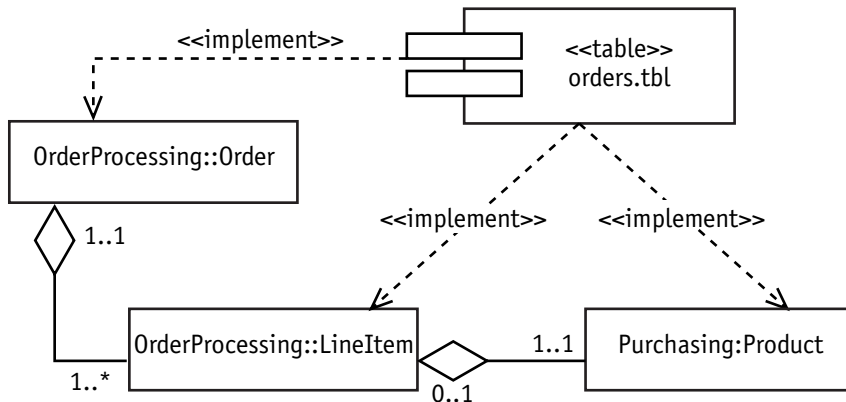 <<implement>>
<<table>>
orders.tbl
OrderProcessing::Order
1..1
<<implement>>
<<implement>>
OrderProcessing::LineItem
1..1
Purchasing:Product
1..*
0..1